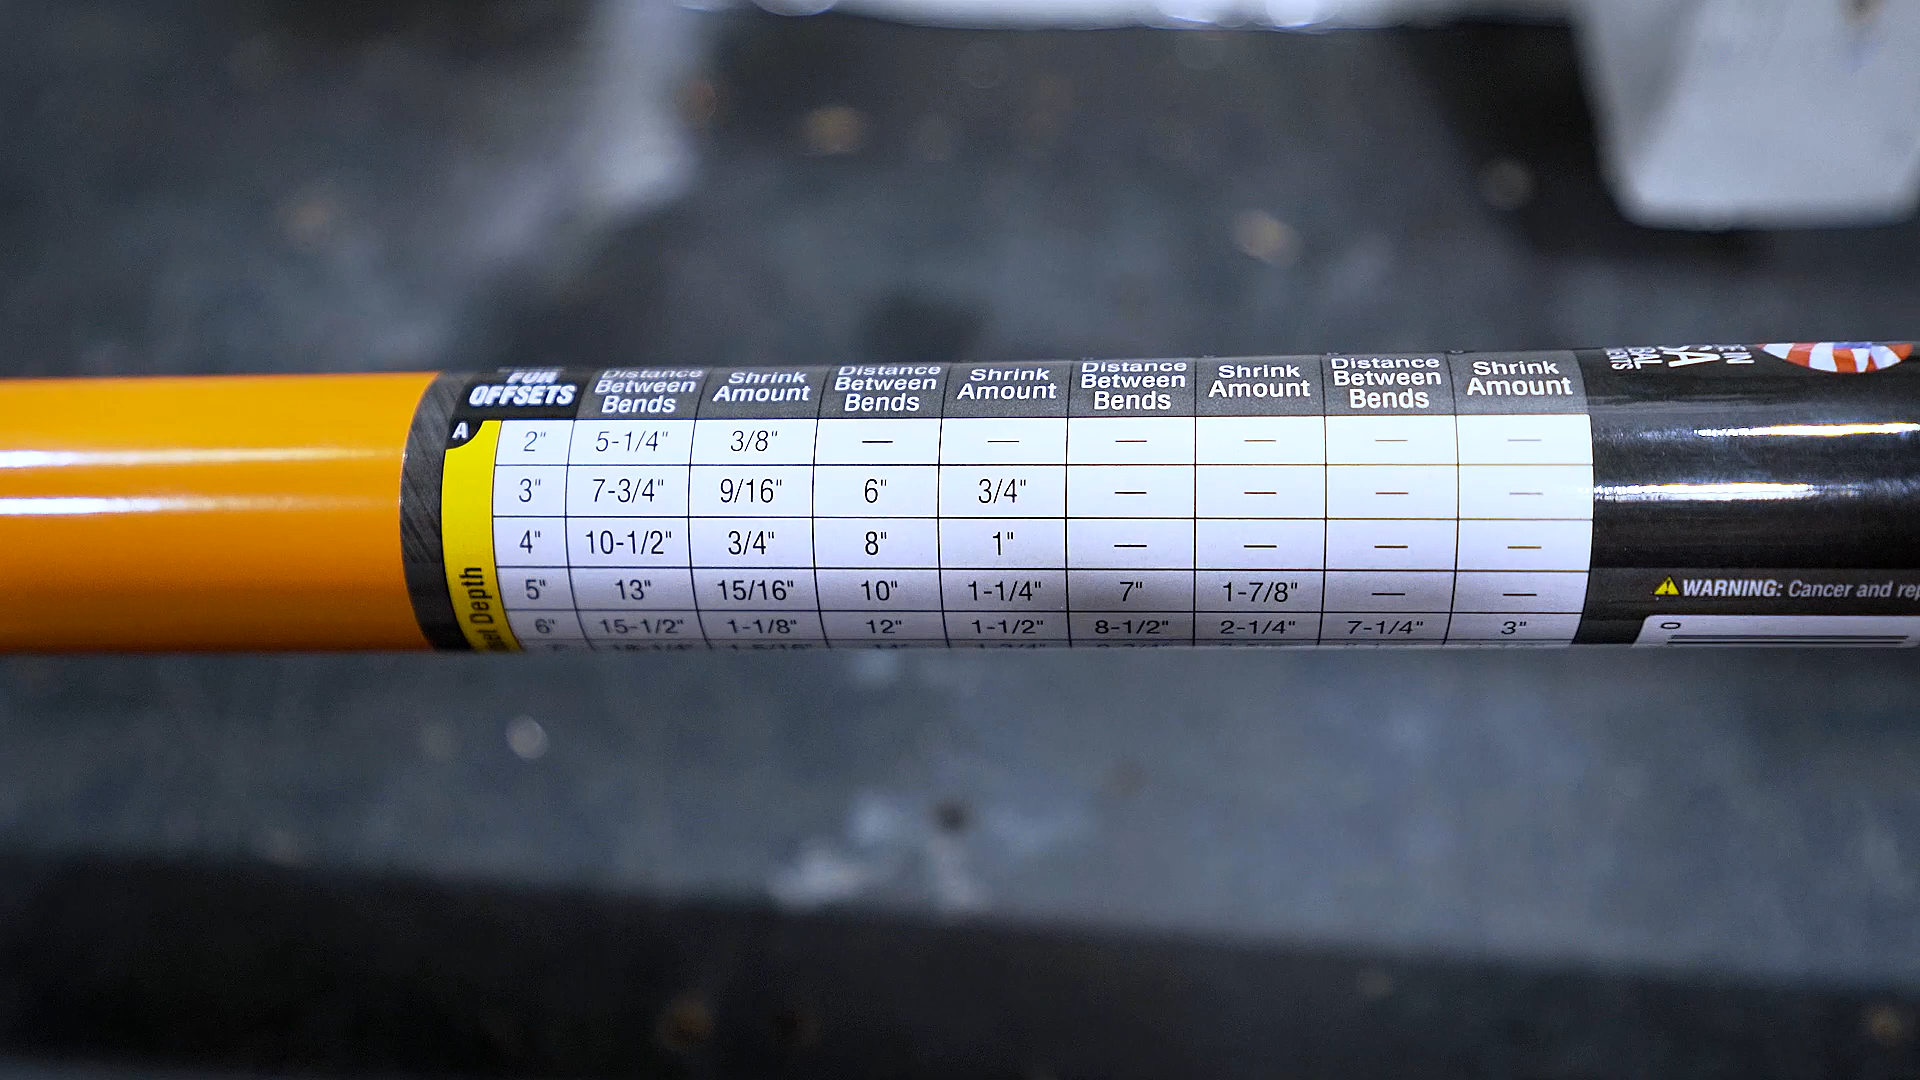 FOR OFFSETS Distance Between Bends Shrink Amount Distance Between Bends Shrink Amount Distance Between Bends Shrink Amount Distance Between Bends Shrink Amount
A
2" 5-1/4" 3/8" — — — — — —
3" 7-3/4" 9/16" 6" 3/4" — — — —
4" 10-1/2" 3/4" 8" 1" — — — —
5" 13" 15/16" 10" 1-1/4" 7" 1-7/8" — —
6" 15-1/2" 1-1/8" 12" 1-1/2" 8-1/2" 2-1/4" 7-1/4" 3"
Depth
WARNING: Cancer and